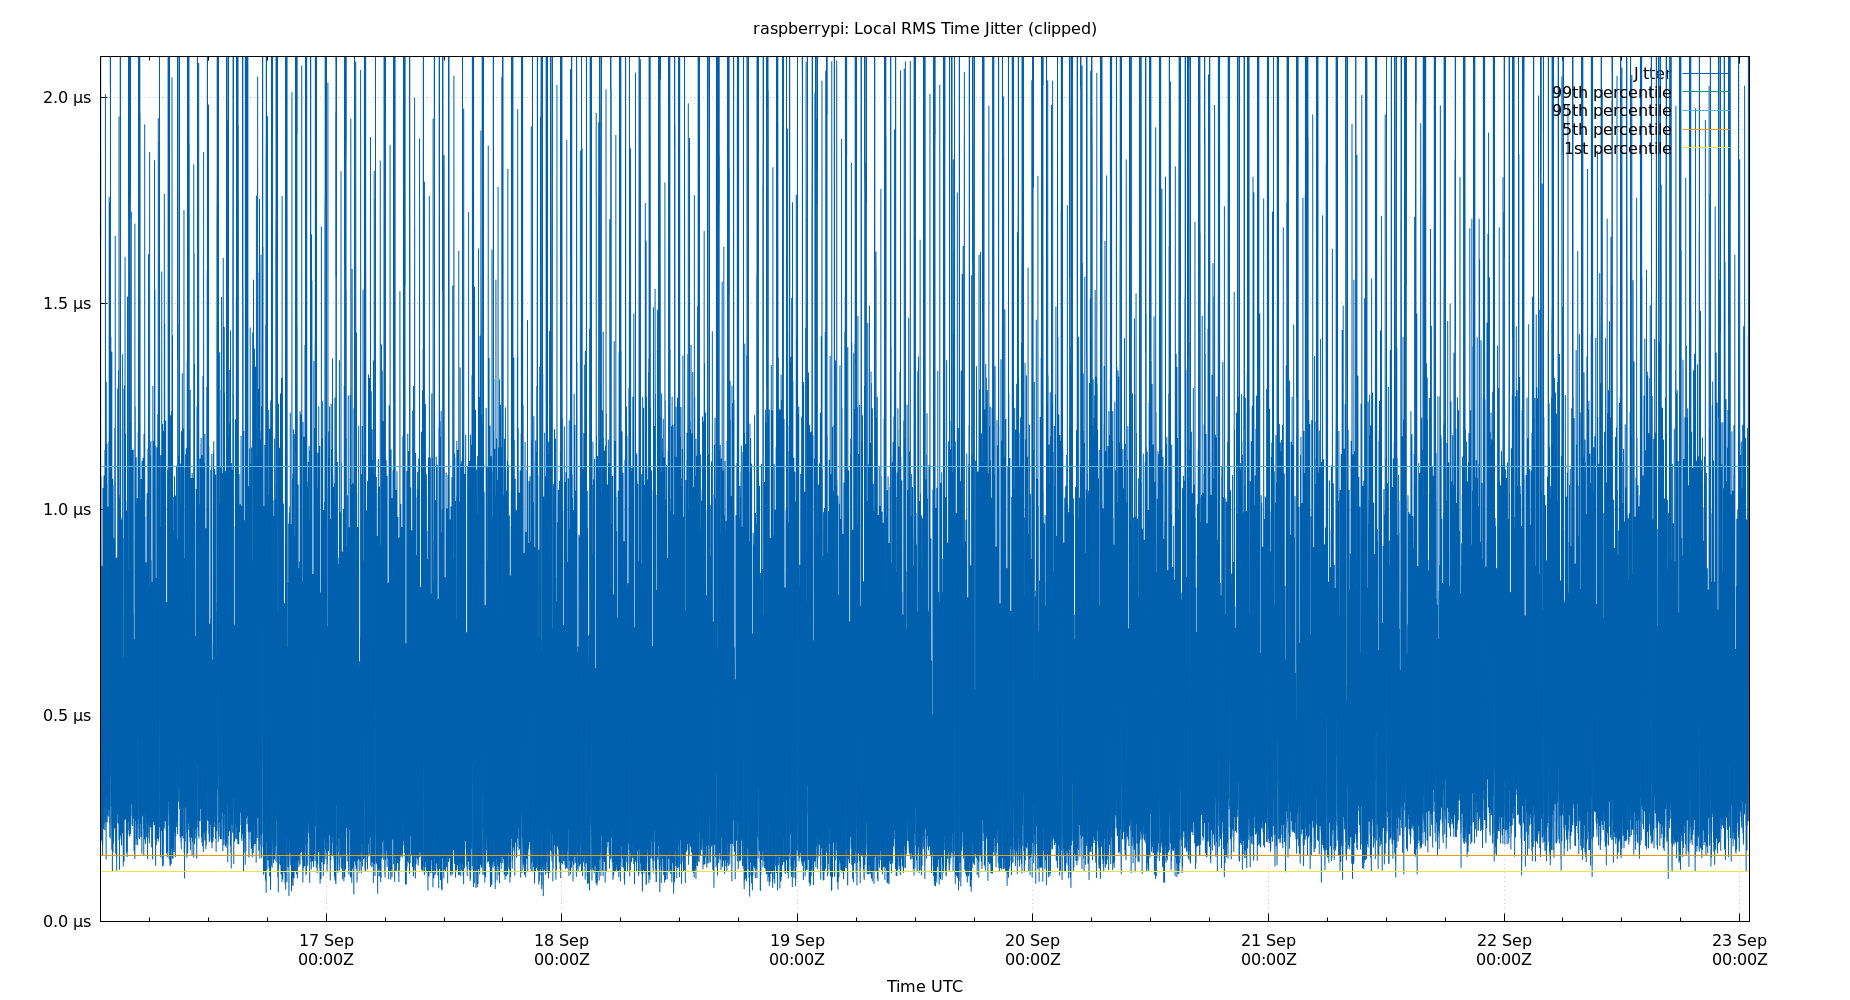 raspberrypi: Local RMS Time Jitter (clipped)
Jitter
99th percentile
95th percentile
5th percentile
1st percentile
2.0 µs
1.5 µs
1.0 µs
0.5 µs
0.0 µs
17 Sep 18 Sep 19 Sep 20 Sep 21 Sep 22 Sep 23 Sep
00:00Z 00:00Z 00:00Z 00:00Z 00:00Z 00:00Z 00:00Z
Time UTC